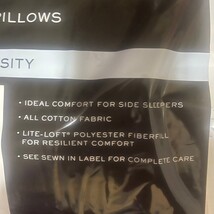 PILLOWS
SITY
• IDEAL COMFORT FOR SIDE SLEEPERS
• ALL COTTON FABRIC
• LITE-LOFT® POLYESTER FIBERFILL
FOR RESILIENT COMFORT
• SEE SEWN IN LABEL FOR COMPLETE CARE